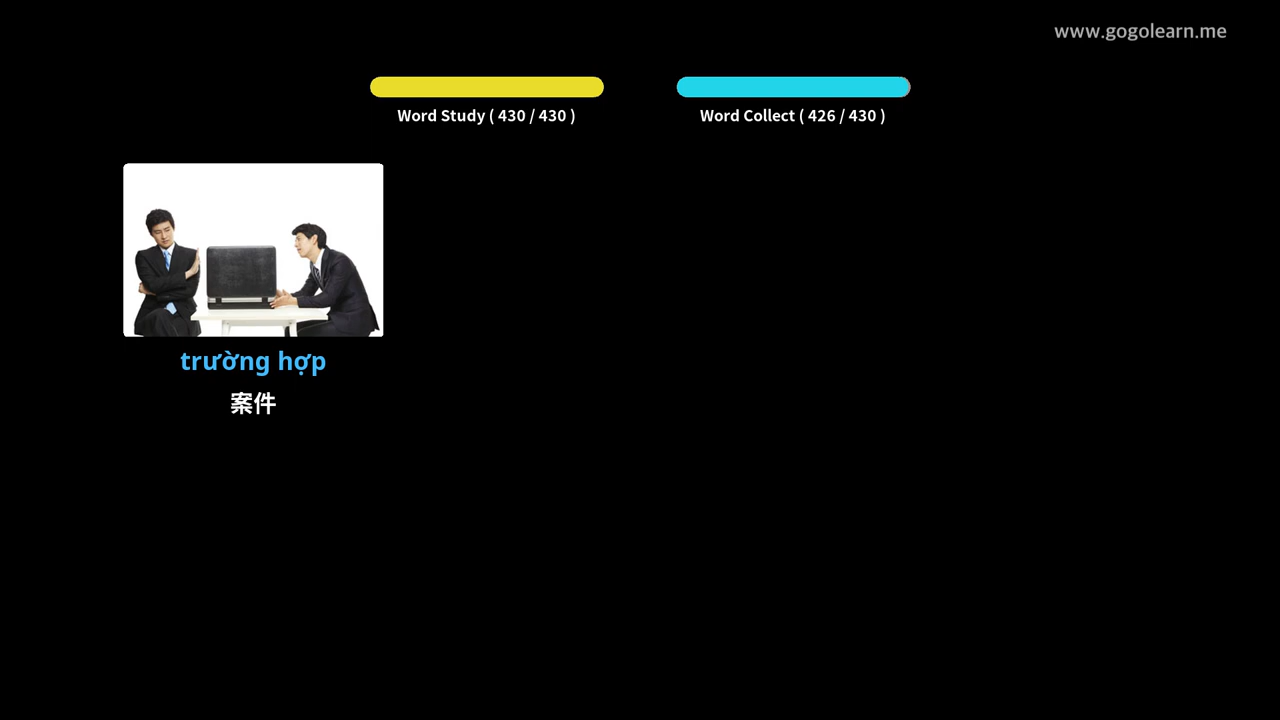 www.gogolearn.me
Word Study ( 430 / 430 )
Word Collect ( 426 / 430 )
trường hợp
案件